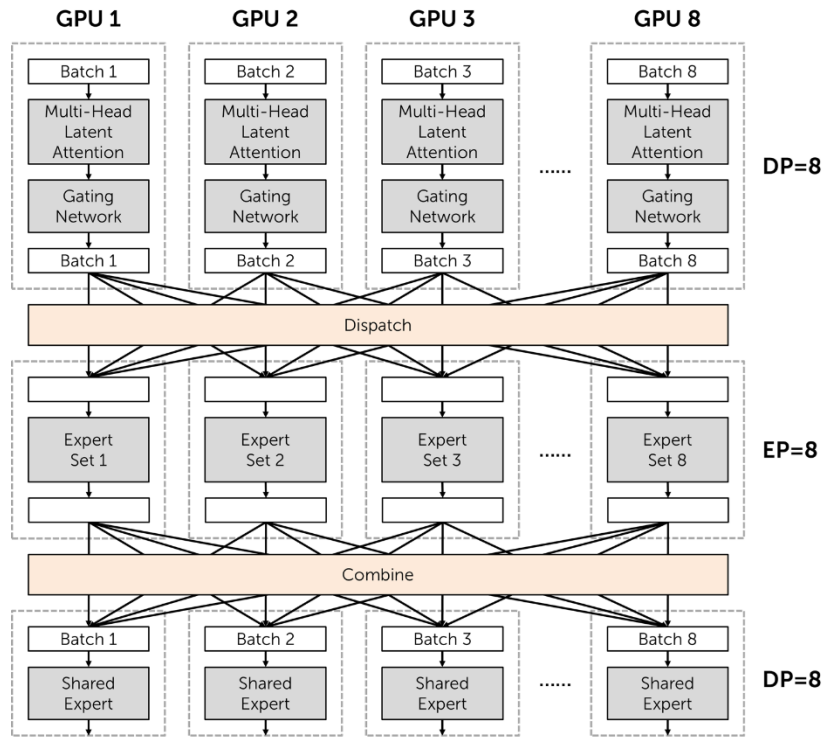 GPU 1 GPU 2 GPU 3 GPU 8
Batch 1 Batch 2 Batch 3 Batch 8
Multi-Head Multi-Head Multi-Head Multi-Head
Latent Latent Latent Latent
Attention Attention Attention Attention
...... DP=8
Gating Gating Gating Gating
Network Network Network Network
Batch 1 Batch 2 Batch 3 Batch 8
Dispatch
Expert Expert Expert Expert
Set 1 Set 2 Set 3 ...... Set 8 EP=8
Combine
Batch 1 Batch 2 Batch 3 Batch 8
Shared Shared Shared ...... Shared DP=8
Expert Expert Expert Expert